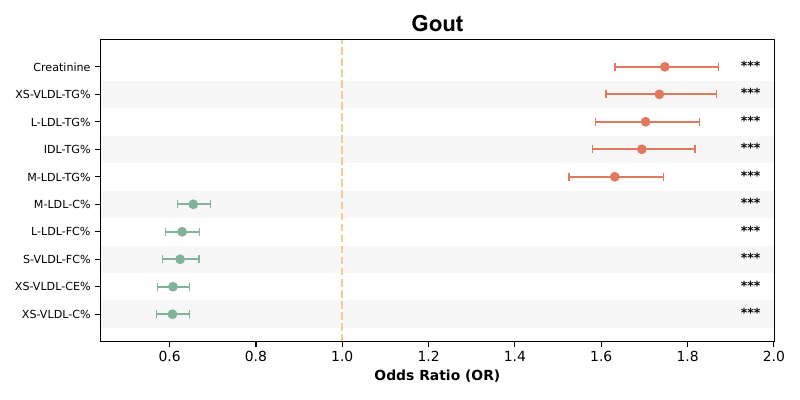 Gout
Creatinine ***
XS-VLDL-TG% ***
L-LDL-TG% ***
IDL-TG% ***
M-LDL-TG% ***
M-LDL-C% ***
L-LDL-FC% ***
S-VLDL-FC% ***
XS-VLDL-CE% ***
XS-VLDL-C% ***
0.6 0.8 1.0 1.2 1.4 1.6 1.8 2.0
Odds Ratio (OR)